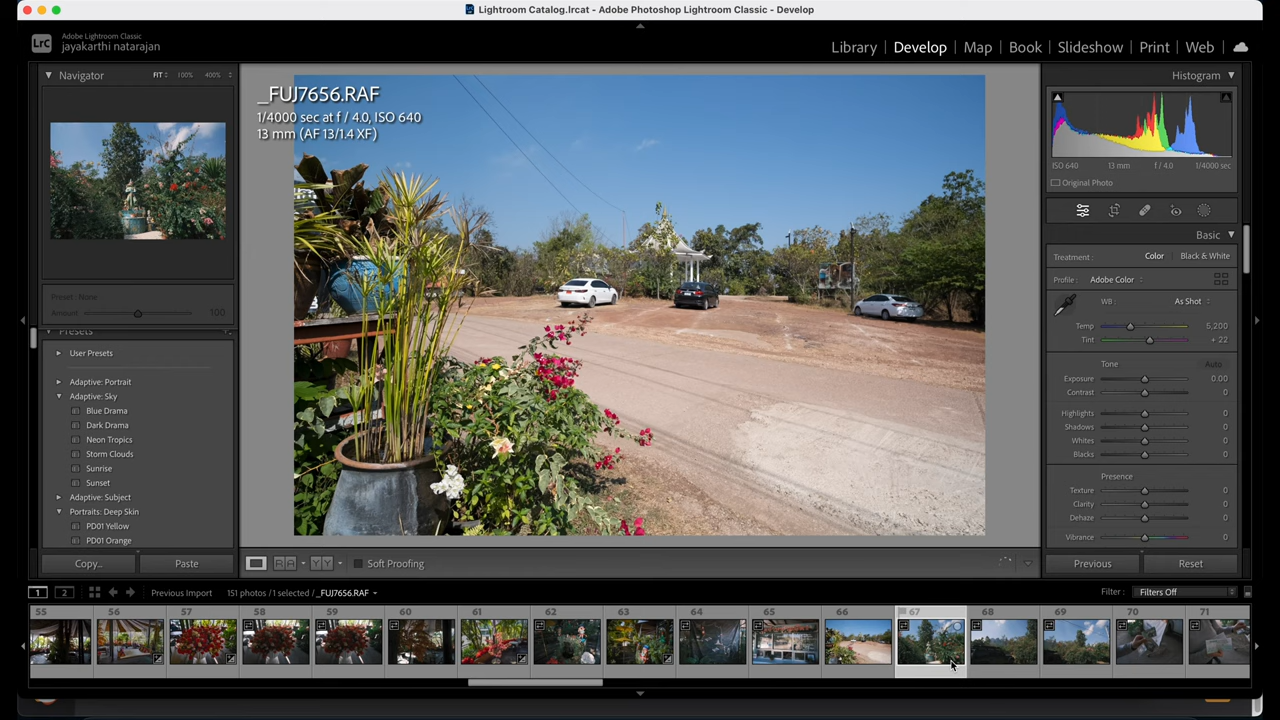 Lightroom Catalog.lrcat - Adobe Photoshop Lightroom Classic - Develop
LrC
Adobe Lightroom Classic
jayakarthi natarajan
Library
Develop
Map
Book
Slideshow
Print
Web
Navigator
FIT
100%
400%
_FUJ7656.RAF
1/4000 sec at f / 4.0, ISO 640
13 mm (AF 13/1.4 XF)
Histogram
ISO 640
13 mm
f / 4.0
1/4000 sec
Original Photo
Basic
Treatment:
Color
Black & White
Profile:
Adobe Color
WB:
As Shot
Temp
5,200
Tint
+ 22
Tone
Auto
Exposure
0.00
Contrast
0
Highlights
0
Shadows
0
Whites
0
Blacks
0
Presence
Texture
0
Clarity
0
Dehaze
0
Vibrance
0
Previous
Reset
Preset: None
Amount
100
Presets
User Presets
Adaptive: Portrait
Adaptive: Sky
Blue Drama
Dark Drama
Neon Tropics
Storm Clouds
Sunrise
Sunset
Adaptive: Subject
Portraits: Deep Skin
PD01 Yellow
PD01 Orange
Copy...
Paste
RA
YY
Soft Proofing
1
2
Previous Import
151 photos / 1 selected / _FUJ7656.RAF
Filter :
Filters Off
55
56
57
58
59
60
61
62
63
64
65
66
67
68
69
70
71